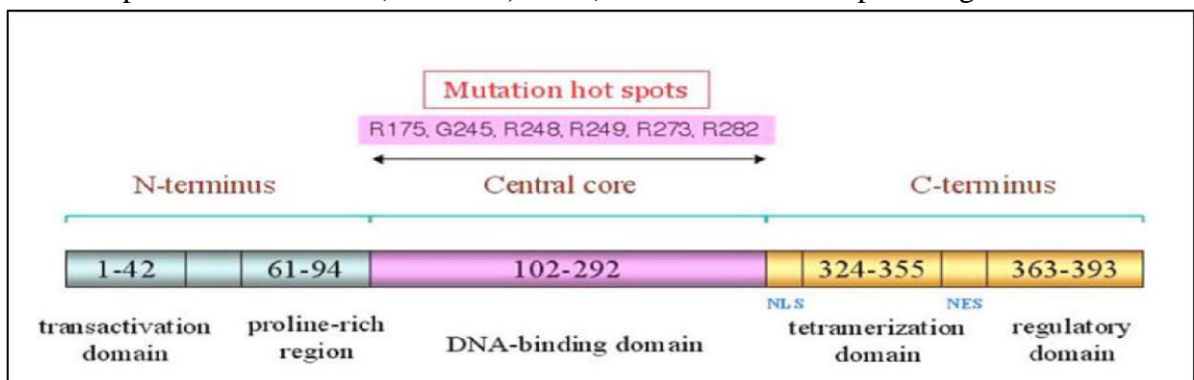 Mutation hot spots
R175, G245, R248, R249, R273, R282
N-terminus Central core C-terminus
1-42 61-94 102-292 324-355 363-393
NLS NES
transactivation domain
proline-rich region
DNA-binding domain
tetramerization domain
regulatory domain